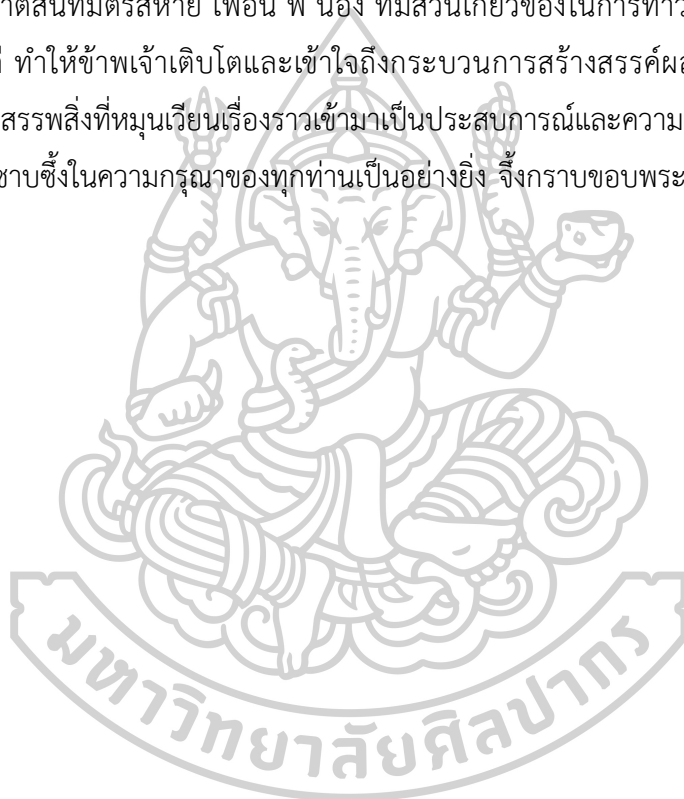 าติสนิทมิตรสหาย เพื่อน พี่ น้อง ที่มีส่วนเกี่ยวข้องในการทำว
ทำให้ข้าพเจ้าเติบโตและเข้าใจถึงกระบวนการสร้างสรรค์ผล
สรรพสิ่งที่หมุนเวียนเรื่องราวเข้ามาเป็นประสบการณ์และความ
ซาบซึ้งในความกรุณาของทุกท่านเป็นอย่างยิ่ง จึ้งกราบขอบพระ
มหาวิทยาลัยศิลปากร